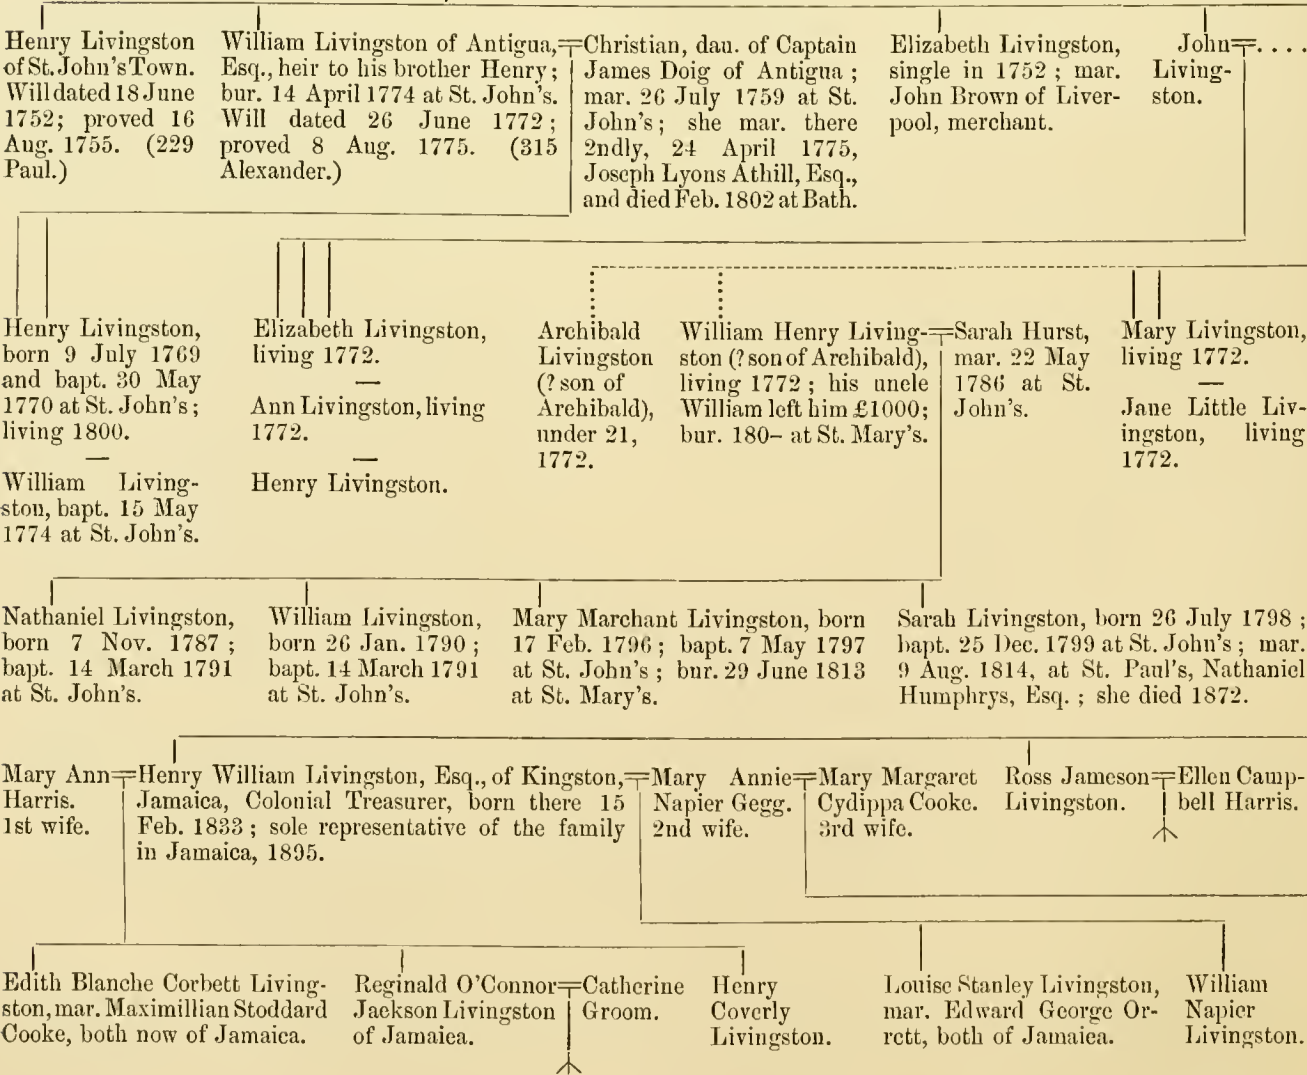 Henry Livingston
of St. John's Town.
Will dated 18 June
1752; proved 16
Aug. 1755. (229
Paul.)
William Livingston of Antigua,
Esq., heir to his brother Henry;
bur. 14 April 1774 at St. John's.
Will dated 26 June 1772;
proved 8 Aug. 1775. (315
Alexander.)
Christian, dau. of Captain
James Doig of Antigua;
mar. 26 July 1759 at St.
John's; she mar. there
2ndly, 24 April 1775,
Joseph Lyons Athill, Esq.,
and died Feb. 1802 at Bath.
Elizabeth Livingston,
single in 1752; mar.
John Brown of Liver-
pool, merchant.
John=....
Living-
ston.
Henry Livingston,
born 9 July 1769
and bapt. 30 May
1770 at St. John's;
living 1800.
—
William Living-
ston, bapt. 15 May
1774 at St. John's.
Elizabeth Livingston,
living 1772.
—
Ann Livingston, living
1772.
—
Henry Livingston.
Archibald
Livingston
(? son of
Archibald),
under 21,
1772.
William Henry Living-
ston (? son of Archibald),
living 1772; his uncle
William left him £1000;
bur. 180– at St. Mary's.
Sarah Hurst,
mar. 22 May
1786 at St.
John's.
Mary Livingston,
living 1772.
—
Jane Little Liv-
ingston, living
1772.
Nathaniel Livingston,
born 7 Nov. 1787;
bapt. 14 March 1791
at St. John's.
William Livingston,
born 26 Jan. 1790;
bapt. 14 March 1791
at St. John's.
Mary Marchant Livingston, born
17 Feb. 1796; bapt. 7 May 1797
at St. John's; bur. 29 June 1813
at St. Mary's.
Sarah Livingston, born 26 July 1798;
bapt. 25 Dec. 1799 at St. John's; mar.
9 Aug. 1814, at St. Paul's, Nathaniel
Humphrys, Esq.; she died 1872.
Mary Ann
Harris.
1st wife.
Henry William Livingston, Esq., of Kingston,
Jamaica, Colonial Treasurer, born there 15
Feb. 1833; sole representative of the family
in Jamaica, 1895.
Mary Annie
Napier Gegg.
2nd wife.
Mary Margaret
Cydippa Cooke.
3rd wife.
Ross Jameson
Livingston.
Ellen Camp-
bell Harris.
Edith Blanche Corbett Living-
ston, mar. Maximillian Stoddard
Cooke, both now of Jamaica.
Reginald O'Connor
Jackson Livingston
of Jamaica.
Catherine
Groom.
Henry
Coverly
Livingston.
Louise Stanley Livingston,
mar. Edward George Or-
rett, both of Jamaica.
William
Napier
Livingston.